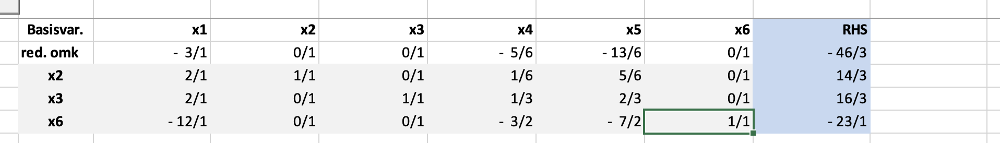 Basisvar. x1 x2 x3 x4 x5 x6 RHS
red. omk - 3/1 0/1 0/1 - 5/6 - 13/6 0/1 - 46/3
x2 2/1 1/1 0/1 1/6 5/6 0/1 14/3
x3 2/1 0/1 1/1 1/3 2/3 0/1 16/3
x6 - 12/1 0/1 0/1 - 3/2 - 7/2 1/1 - 23/1